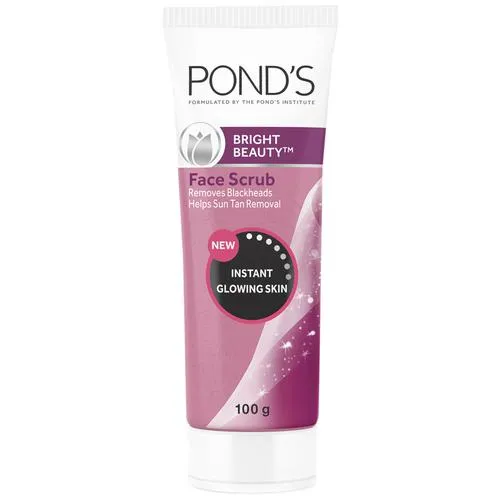 POND'S
FORMULATED BY THE POND'S INSTITUTE
BRIGHT
BEAUTY™
Face Scrub
Removes Blackheads
Helps Sun Tan Removal
NEW
INSTANT
GLOWING SKIN
100 g